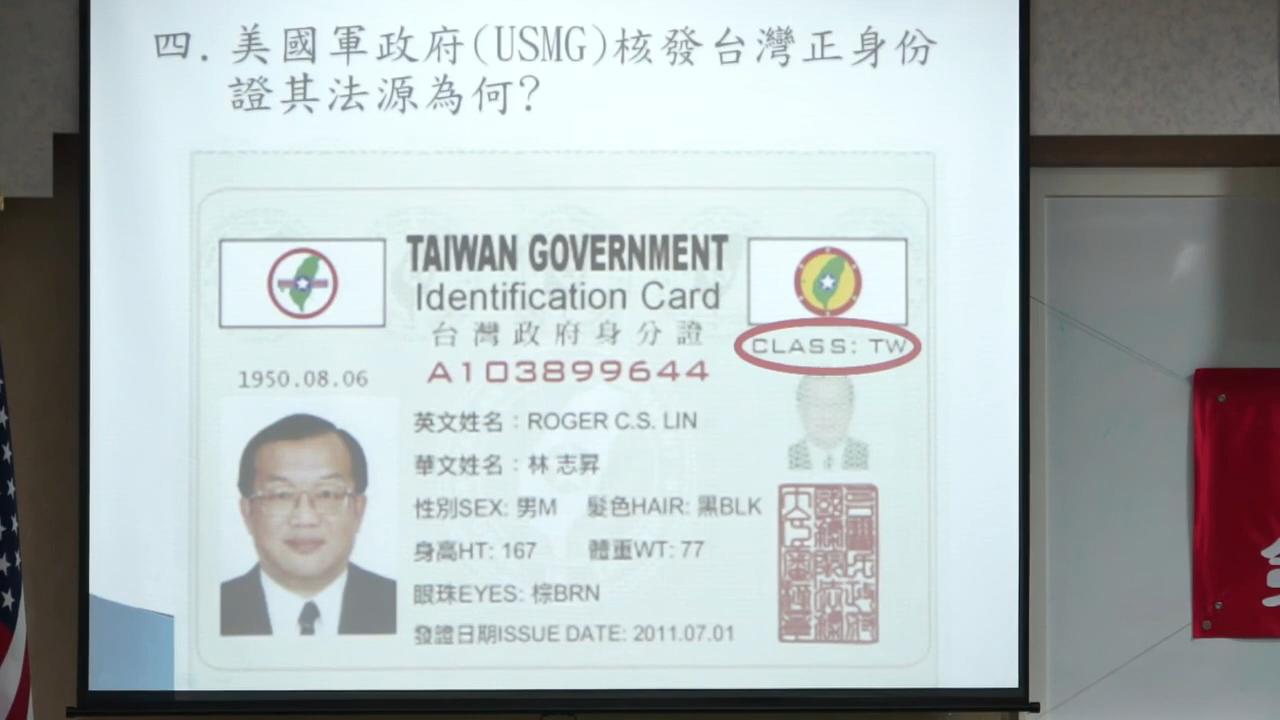 四. 美國軍政府(USMG)核發台灣正身份
證其法源為何?
TAIWAN GOVERNMENT
Identification Card
台灣政府身分證
CLASS: TW
1950.08.06
A103899644
英文姓名：ROGER C.S. LIN
華文姓名：林 志昇
性別SEX: 男M 髮色HAIR: 黑BLK
身高HT: 167 體重WT: 77
眼珠EYES: 棕BRN
發證日期ISSUE DATE: 2011.07.01